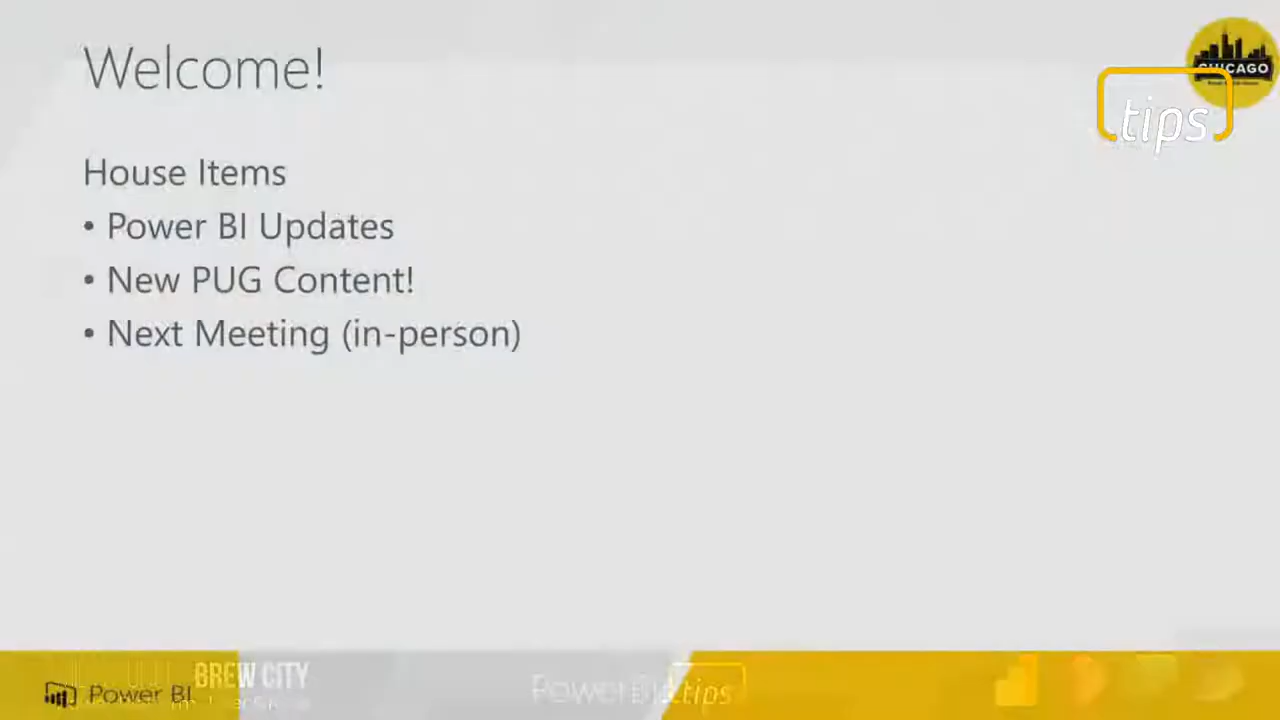 Welcome!
CHICAGO
tips
House Items
• Power BI Updates
• New PUG Content!
• Next Meeting (in-person)
BREW CITY
Power BI
PowerBI tips